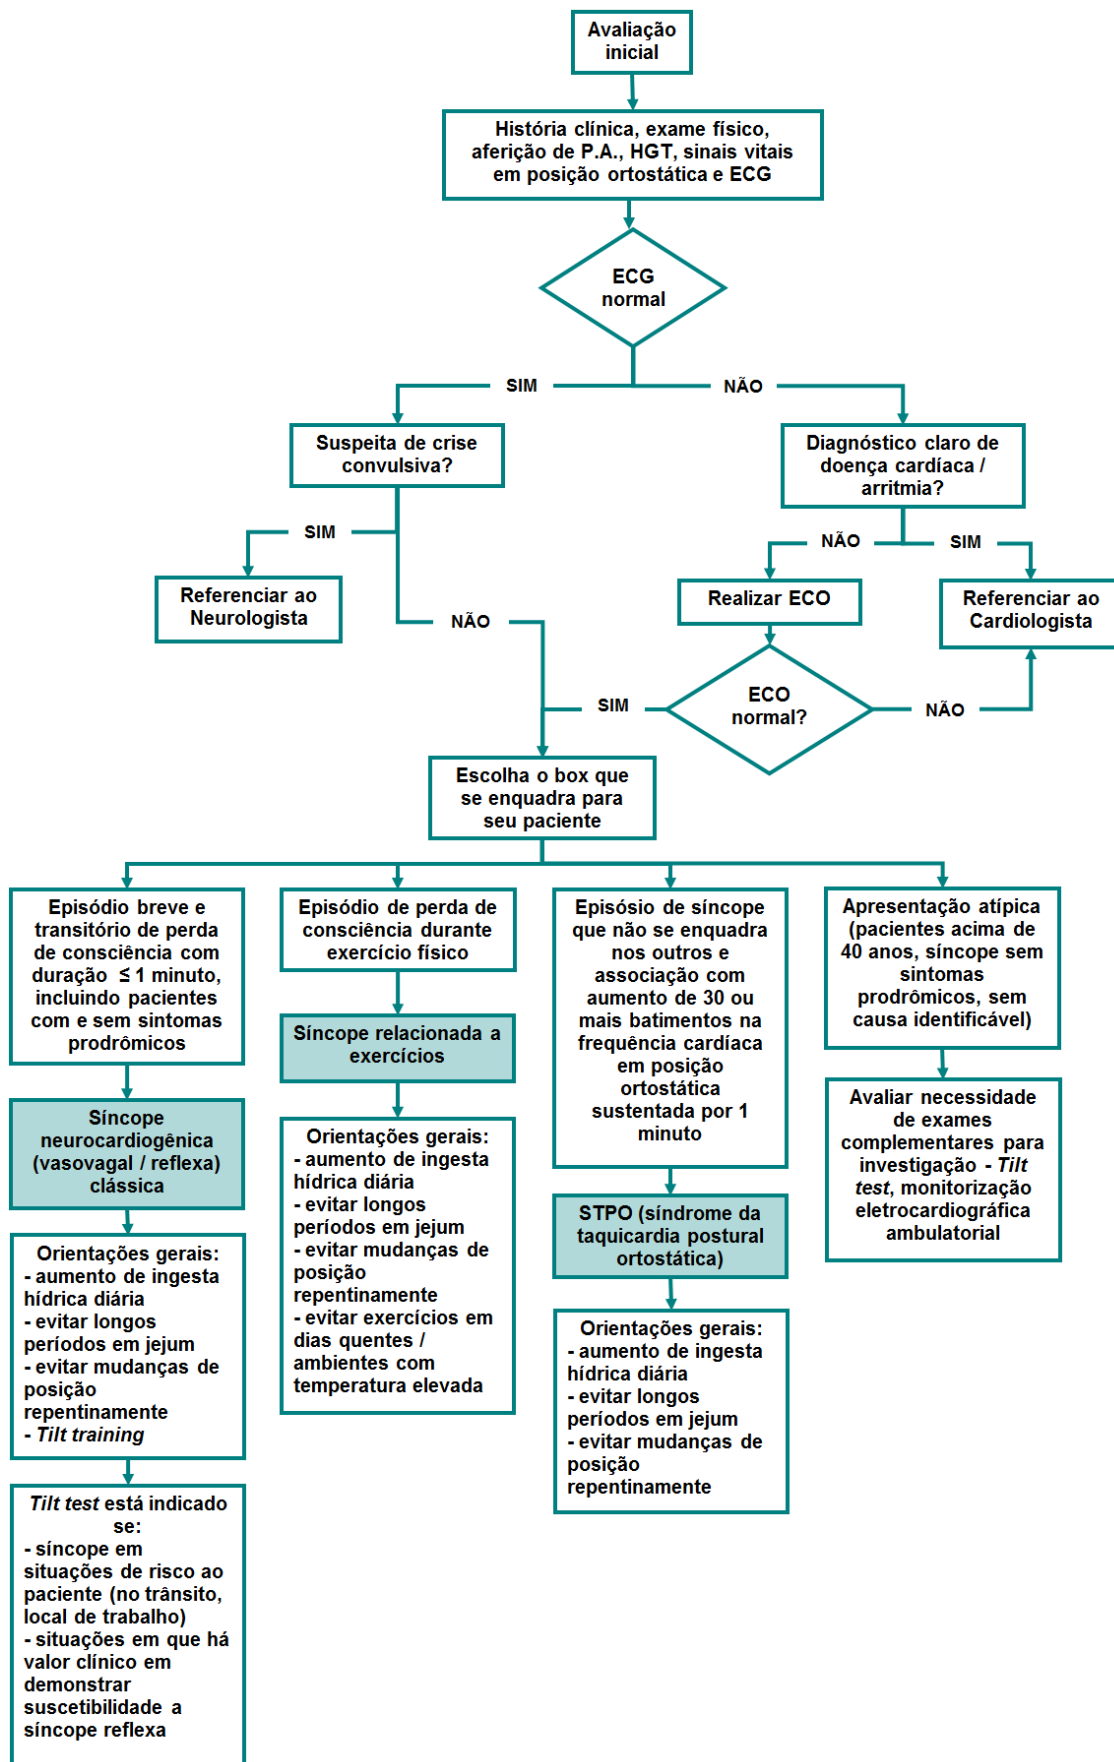 Avaliação
inicial
História clínica, exame físico,
aferição de P.A., HGT, sinais vitais
em posição ortostática e ECG
ECG
normal
SIM
NÃO
Suspeita de crise
convulsiva?
Diagnóstico claro de
doença cardíaca /
arritmia?
SIM
NÃO
SIM
Referenciar ao
Neurologista
Realizar ECO
Referenciar ao
Cardiologista
NÃO
ECO
normal?
SIM
NÃO
Escolha o box que
se enquadra para
seu paciente
Episódio breve e
transitório de perda
de consciência com
duração ≤ 1 minuto,
incluindo pacientes
com e sem sintomas
prodrômicos
Síncope
neurocardiogênica
(vasovagal / reflexa)
clássica
Orientações gerais:
- aumento de ingesta
hídrica diária
- evitar longos
períodos em jejum
- evitar mudanças de
posição
repentinamente
- Tilt training
Tilt test está indicado
se:
- síncope em
situações de risco ao
paciente (no trânsito,
local de trabalho)
- situações em que há
valor clínico em
demonstrar
suscetibilidade a
síncope reflexa
Episódio de perda de
consciência durante
exercício físico
Síncope relacionada a
exercícios
Orientações gerais:
- aumento de ingesta
hídrica diária
- evitar longos
períodos em jejum
- evitar mudanças de
posição
repentinamente
- evitar exercícios em
dias quentes /
ambientes com
temperatura elevada
Episósio de síncope
que não se enquadra
nos outros e
associação com
aumento de 30 ou
mais batimentos na
frequência cardíaca
em posição
ortostática
sustentada por 1
minuto
STPO (síndrome da
taquicardia postural
ortostática)
Orientações gerais:
- aumento de ingesta
hídrica diária
- evitar longos
períodos em jejum
- evitar mudanças de
posição
repentinamente
Apresentação atípica
(pacientes acima de
40 anos, síncope sem
sintomas
prodrômicos, sem
causa identificável)
Avaliar necessidade
de exames
complementares para
investigação - Tilt
test, monitorização
eletrocardiográfica
ambulatorial